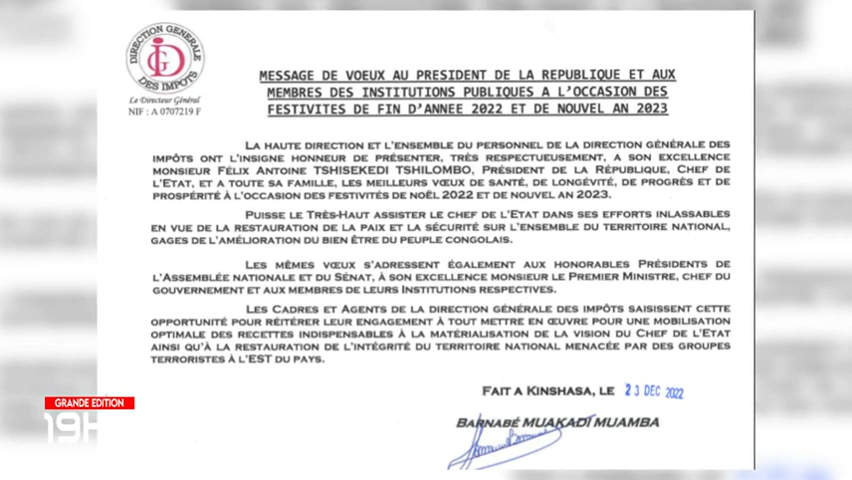 DIRECTION GENERALE
DGI
DES IMPOTS
Le Directeur Général
NIF : A 0707219 F
MESSAGE DE VOEUX AU PRESIDENT DE LA REPUBLIQUE ET AUX
MEMBRES DES INSTITUTIONS PUBLIQUES A L'OCCASION DES
FESTIVITES DE FIN D'ANNEE 2022 ET DE NOUVEL AN 2023
LA HAUTE DIRECTION ET L'ENSEMBLE DU PERSONNEL DE LA DIRECTION GÉNÉRALE DES
IMPÔTS ONT L'INSIGNE HONNEUR DE PRÉSENTER, TRÈS RESPECTUEUSEMENT, A SON EXCELLENCE
MONSIEUR FÉLIX ANTOINE TSHISEKEDI TSHILOMBO, PRÉSIDENT DE LA RÉPUBLIQUE, CHEF DE
L'ETAT, ET A TOUTE SA FAMILLE, LES MEILLEURS VŒUX DE SANTÉ, DE LONGÉVITÉ, DE PROGRÈS ET DE
PROSPÉRITÉ À L'OCCASION DES FESTIVITÉS DE NOËL 2022 ET DE NOUVEL AN 2023.
PUISSE LE TRÈS-HAUT ASSISTER LE CHEF DE L'ETAT DANS SES EFFORTS INLASSABLES
EN VUE DE LA RESTAURATION DE LA PAIX ET LA SÉCURITÉ SUR L'ENSEMBLE DU TERRITOIRE NATIONAL,
GAGES DE L'AMÉLIORATION DU BIEN ÊTRE DU PEUPLE CONGOLAIS.
LES MÊMES VŒUX S'ADRESSENT ÉGALEMENT AUX HONORABLES PRÉSIDENTS DE
L'ASSEMBLÉE NATIONALE ET DU SÉNAT, À SON EXCELLENCE MONSIEUR LE PREMIER MINISTRE, CHEF DU
GOUVERNEMENT ET AUX MEMBRES DE LEURS INSTITUTIONS RESPECTIVES.
LES CADRES ET AGENTS DE LA DIRECTION GÉNÉRALE DES IMPÔTS SAISISSENT CETTE
OPPORTUNITÉ POUR RÉITÉRER LEUR ENGAGEMENT À TOUT METTRE EN ŒUVRE POUR UNE MOBILISATION
OPTIMALE DES RECETTES INDISPENSABLES À LA MATÉRIALISATION DE LA VISION DU CHEF DE L'ETAT
AINSI QU'À LA RESTAURATION DE L'INTÉGRITÉ DU TERRITOIRE NATIONAL MENACÉE PAR DES GROUPES
TERRORISTES À L'EST DU PAYS.
FAIT A KINSHASA, LE 23 DEC 2022
BARNABÉ MUAKADI MUAMBA
GRANDE EDITION
19H